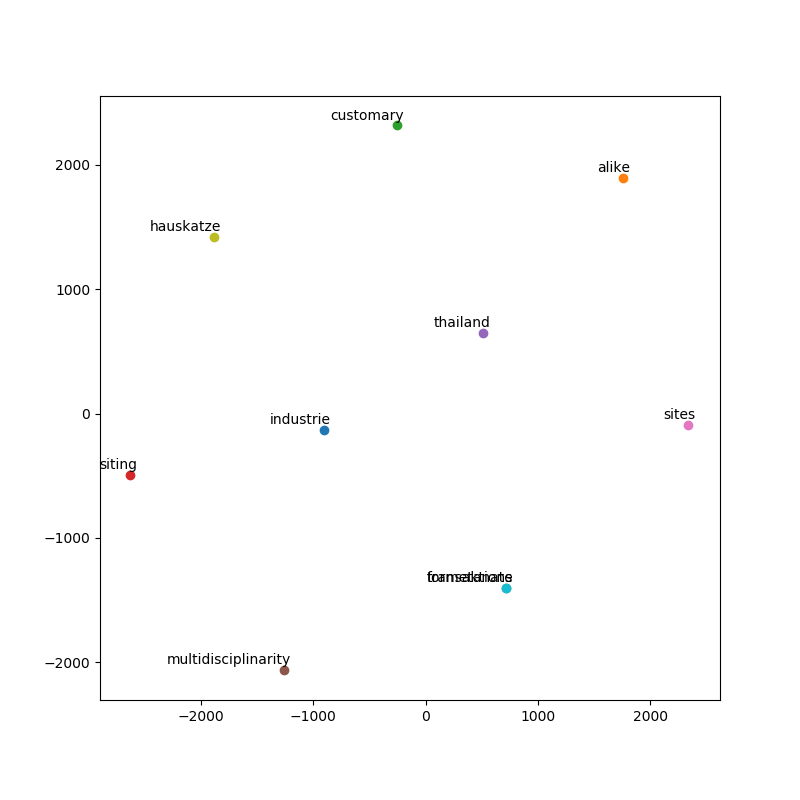 customary
alike
2000
hauskatze
1000
thailand
0
industrie
sites
siting
−1000
−2000
multidisciplinarity
−2000
−1000
0
1000
2000